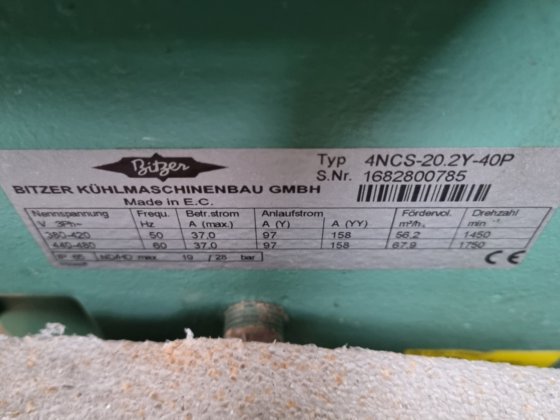 Bitzer
BITZER KÜHLMASCHINENBAU GMBH
Made in E.C.
Typ 4NCS-20.2Y-40P
S.Nr. 1682800785
Nennspannung Frequ. Betr.strom Anlaufstrom Fördervol. Drehzahl
V 3Ph~ Hz A (max.) A (Y) A (YY) m³/h min
380-420 50 37.0 97 158 56.2 1450
440-480 60 37.0 97 158 67.9 1750
IP 65 ND/HD max. 19 / 28 bar
CE